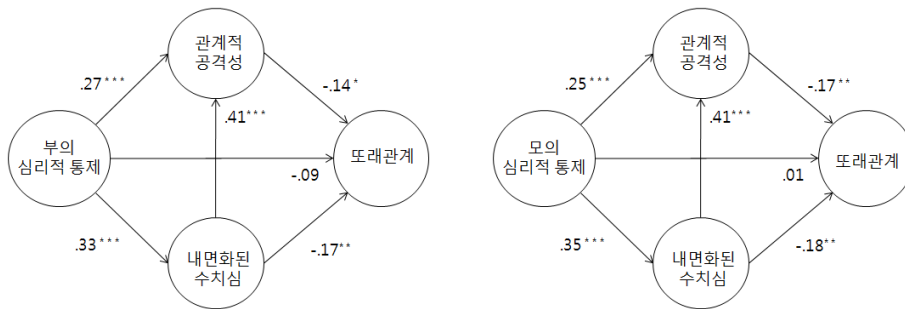 관계적
공격성
.27***
-.14*
.41***
부의
심리적 통제
또래관계
-.09
.33***
-.17**
내면화된
수치심
관계적
공격성
.25***
-.17**
.41***
모의
심리적 통제
또래관계
.01
.35***
-.18**
내면화된
수치심